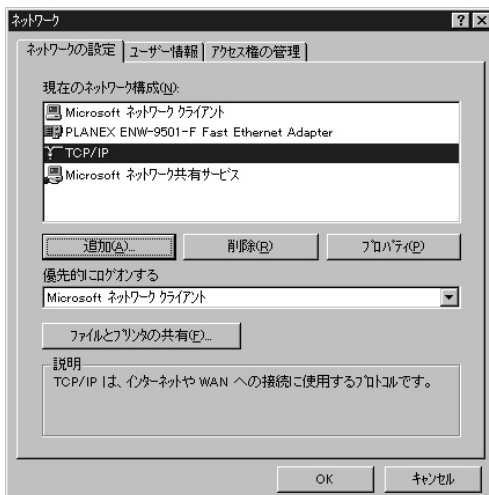 ネットワーク
ネットワークの設定 ユーザー情報 アクセス権の管理
現在のネットワーク構成(N):
Microsoft ネットワーク クライアント
PLANEX ENW-9501-F Fast Ethernet Adapter
TCP/IP
Microsoft ネットワーク共有サービス
追加(A)... 削除(R) プロパティ(P)
優先的にログオンする
Microsoft ネットワーク クライアント
ファイルとプリンタの共有(F)...
説明
TCP/IP は、インターネットや WAN への接続に使用するプロトコルです。
OK キャンセル